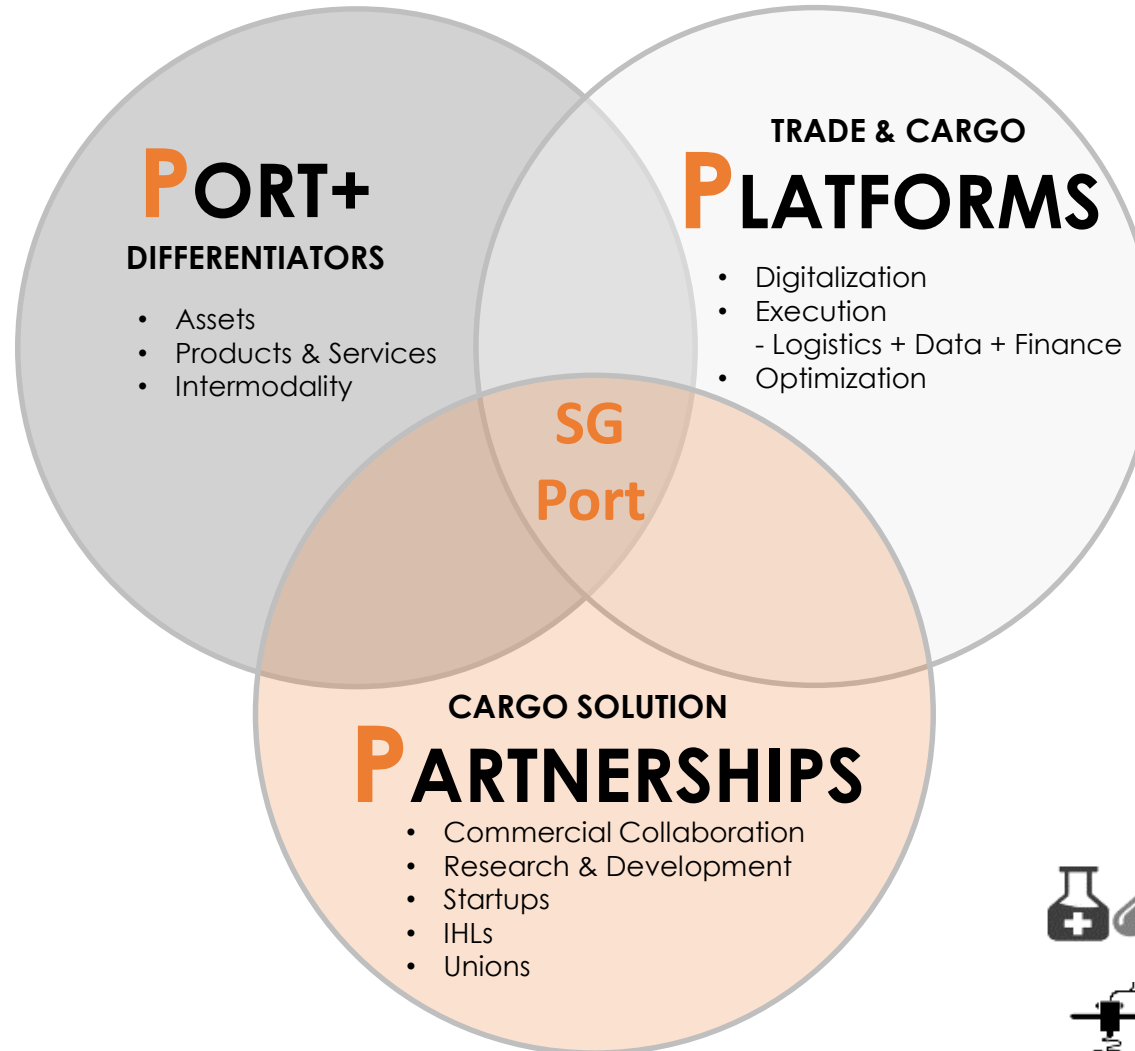 PORT+
DIFFERENTIATORS
• Assets
• Products & Services
• Intermodality
TRADE & CARGO
PLATFORMS
• Digitalization
• Execution
- Logistics + Data + Finance
• Optimization
SG
Port
CARGO SOLUTION
PARTNERSHIPS
• Commercial Collaboration
• Research & Development
• Startups
• IHLs
• Unions